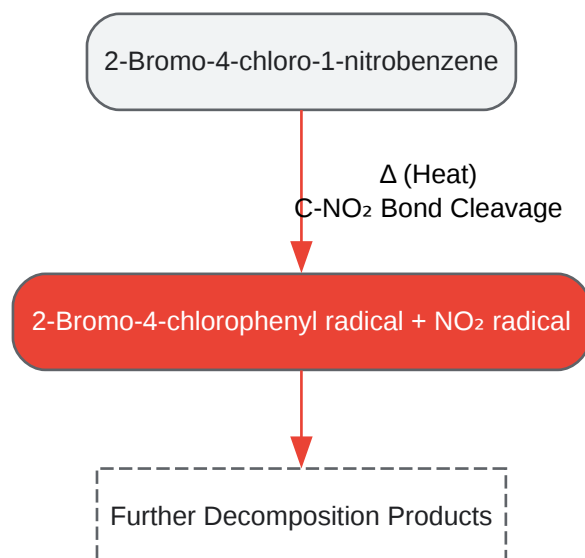 2-Bromo-4-chloro-1-nitrobenzene
Δ (Heat)
C-NO₂ Bond Cleavage
2-Bromo-4-chlorophenyl radical + NO₂ radical
Further Decomposition Products